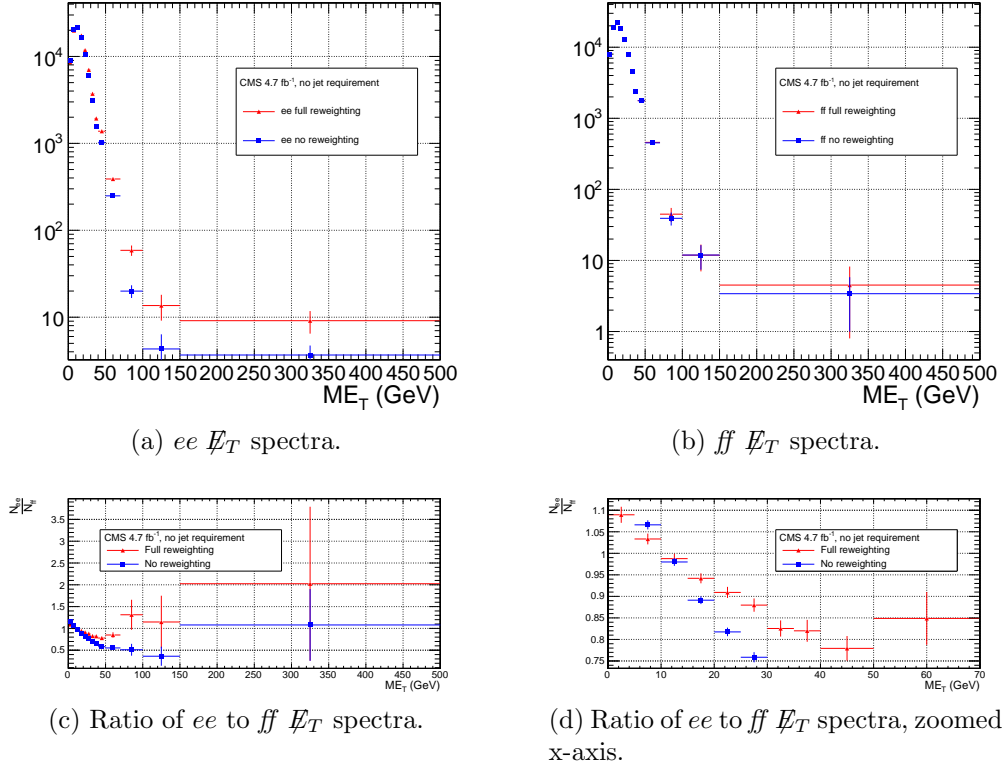 10⁴
10³
10²
10
CMS 4.7 fb⁻¹, no jet requirement
ee full reweighting
ee no reweighting
0 50 100 150 200 250 300 350 400 450 500
ME_T (GeV)
(a) ee E̸_T spectra.
10⁴
10³
10²
10
1
CMS 4.7 fb⁻¹, no jet requirement
ff full reweighting
ff no reweighting
0 50 100 150 200 250 300 350 400 450 500
ME_T (GeV)
(b) ff E̸_T spectra.
N_ee
N_ff
3.5
3
2.5
2
1.5
1
0.5
CMS 4.7 fb⁻¹, no jet requirement
Full reweighting
No reweighting
0 50 100 150 200 250 300 350 400 450 500
ME_T (GeV)
(c) Ratio of ee to ff E̸_T spectra.
N_ee
N_ff
1.1
1.05
1
0.95
0.9
0.85
0.8
0.75
CMS 4.7 fb⁻¹, no jet requirement
Full reweighting
No reweighting
0 10 20 30 40 50 60 70
ME_T (GeV)
(d) Ratio of ee to ff E̸_T spectra, zoomed
x-axis.